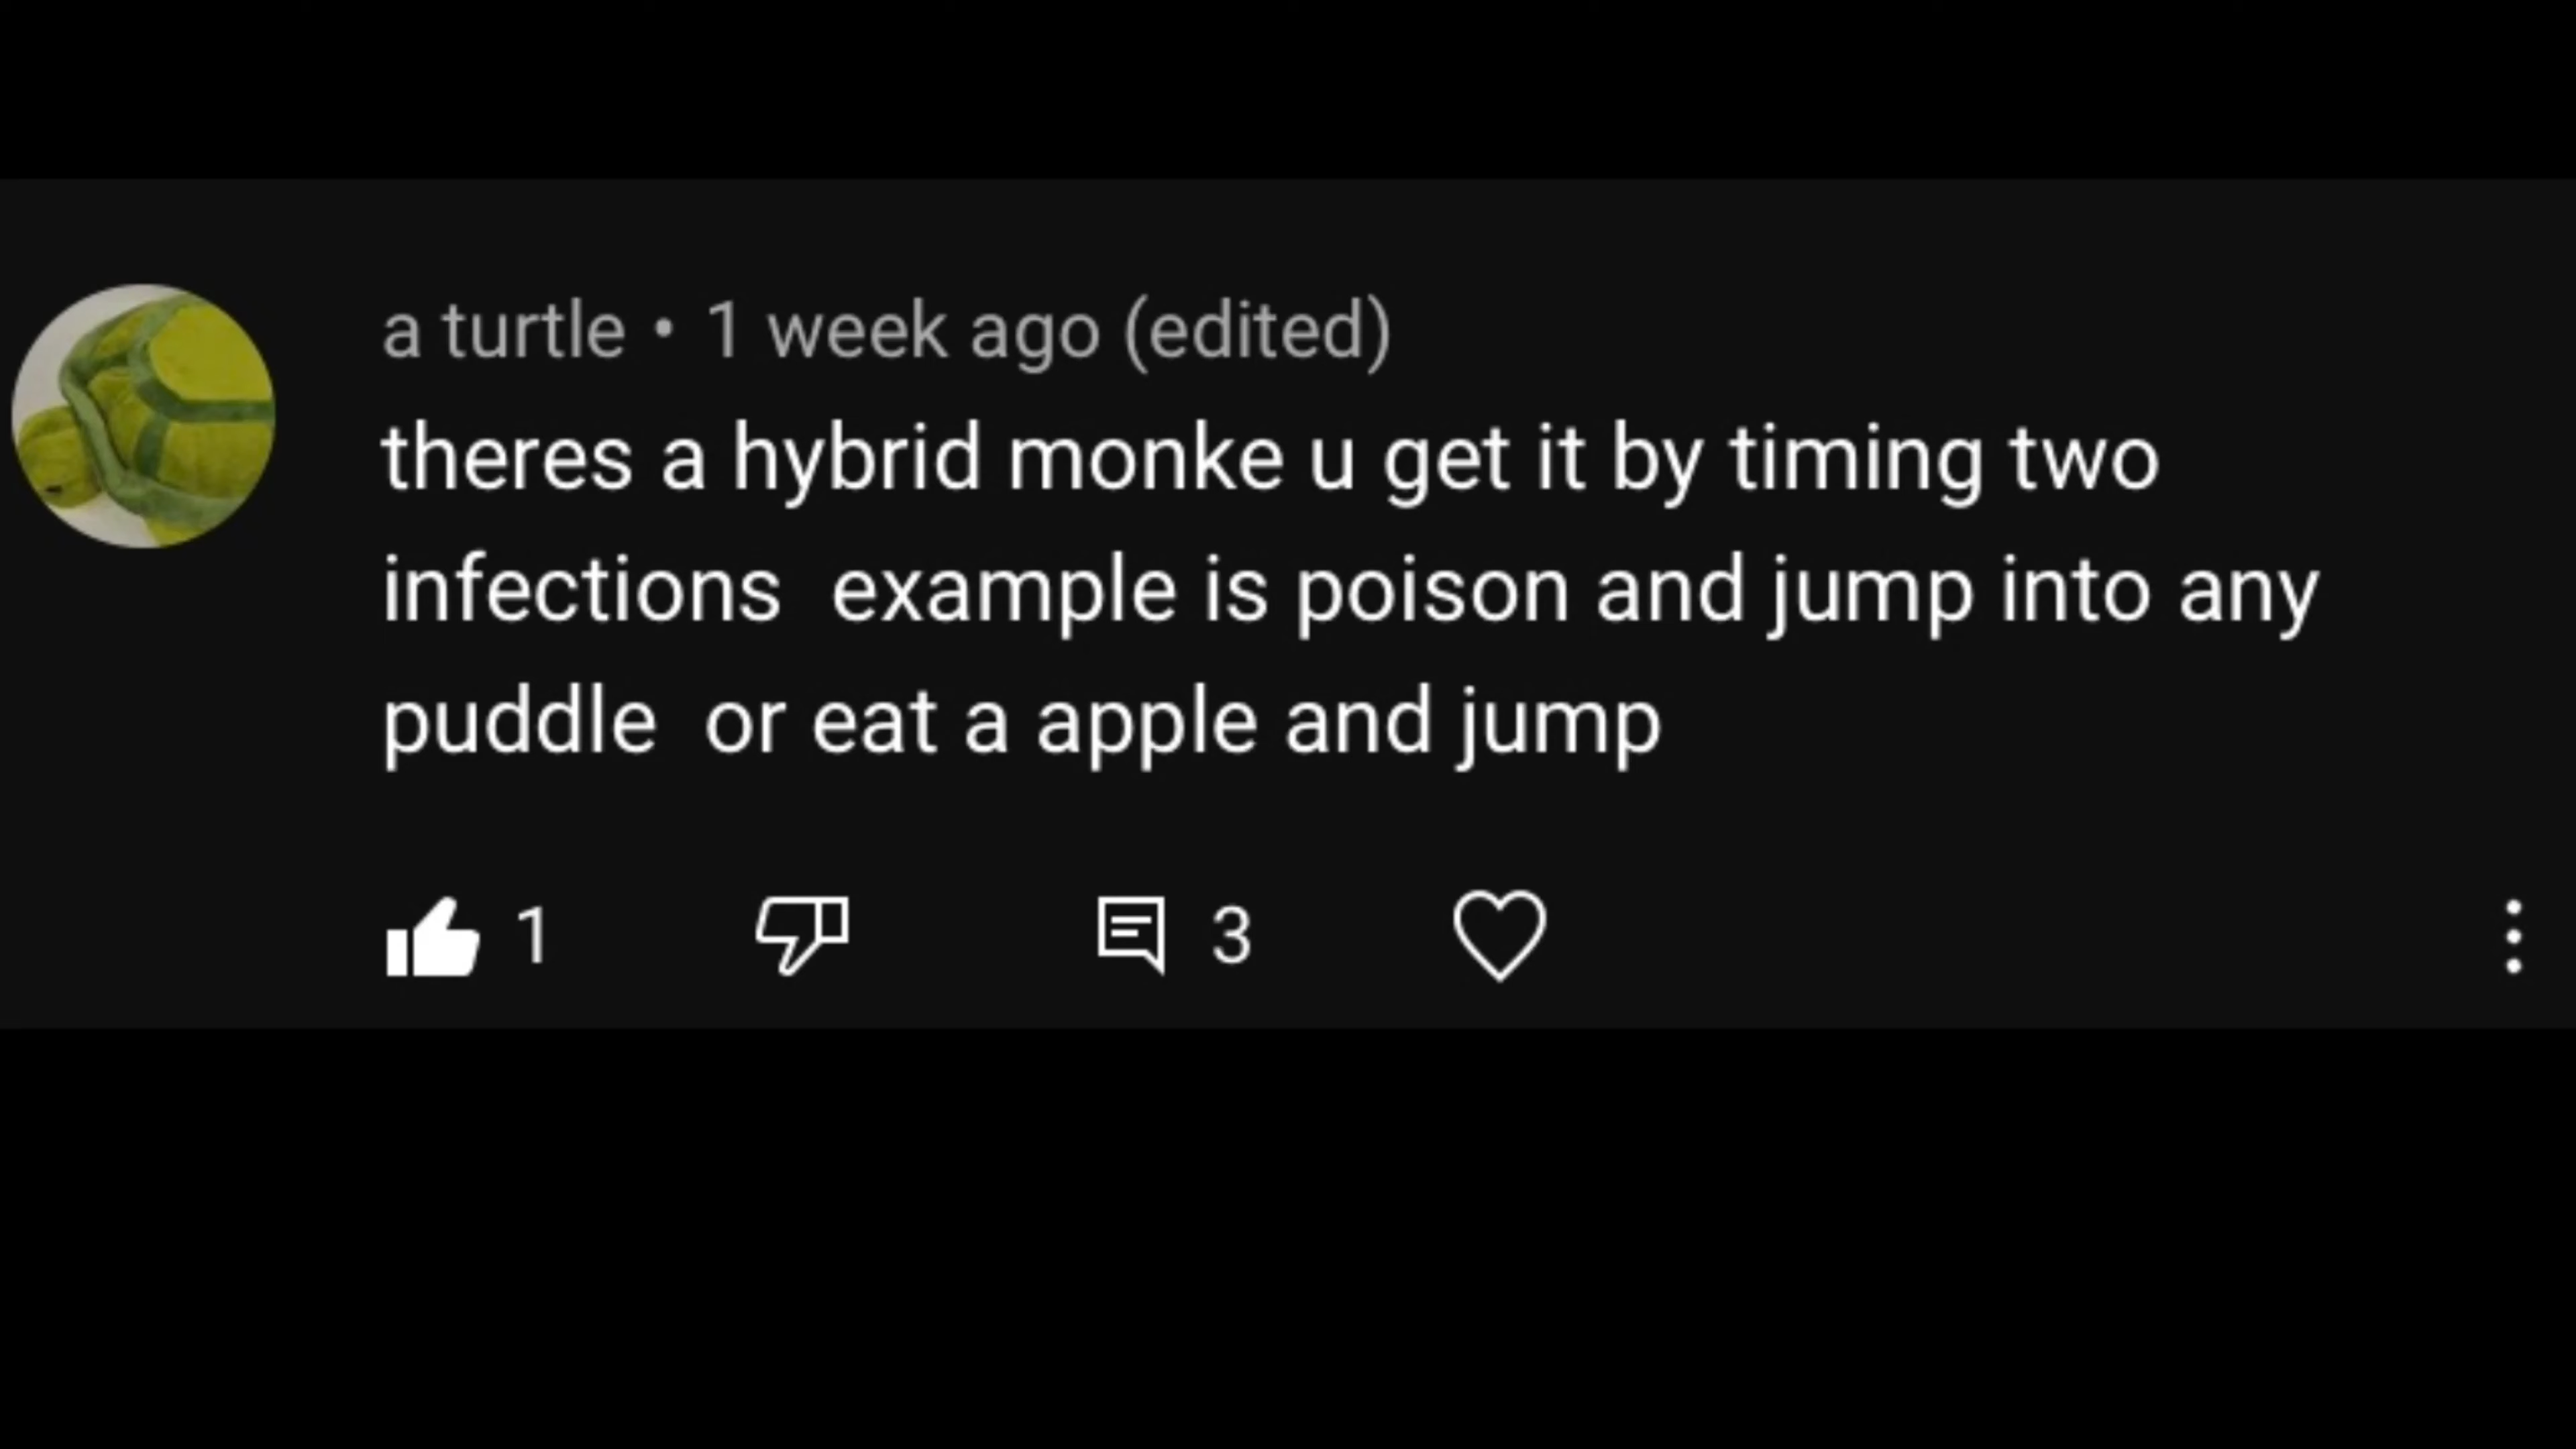 a turtle • 1 week ago (edited)
theres a hybrid monke u get it by timing two
infections  example is poison and jump into any
puddle  or eat a apple and jump
1 3